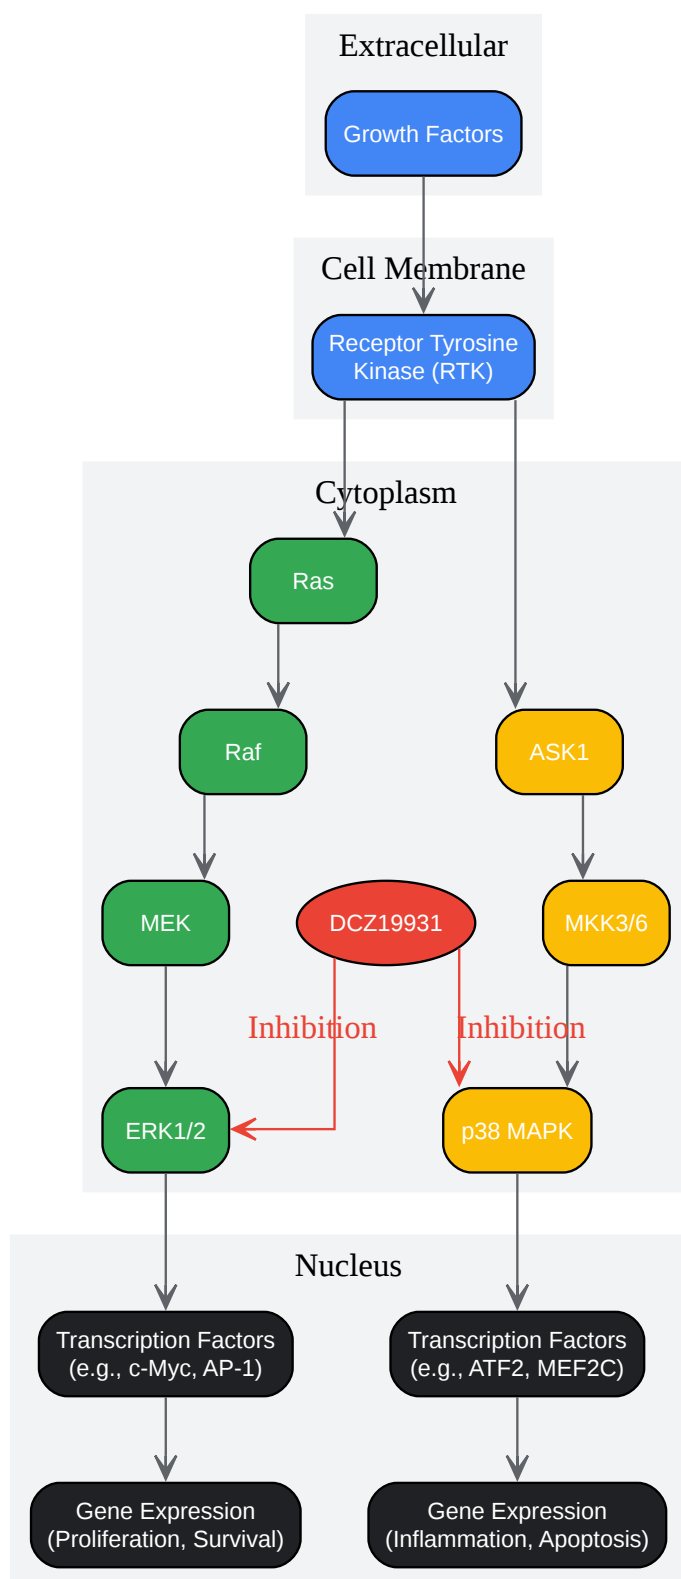 Extracellular
Growth Factors
Cell Membrane
Receptor Tyrosine
Kinase (RTK)
Cytoplasm
Ras
Raf
ASK1
MEK
DCZ19931
MKK3/6
Inhibition
Inhibition
ERK1/2
p38 MAPK
Nucleus
Transcription Factors
(e.g., c-Myc, AP-1)
Transcription Factors
(e.g., ATF2, MEF2C)
Gene Expression
(Proliferation, Survival)
Gene Expression
(Inflammation, Apoptosis)